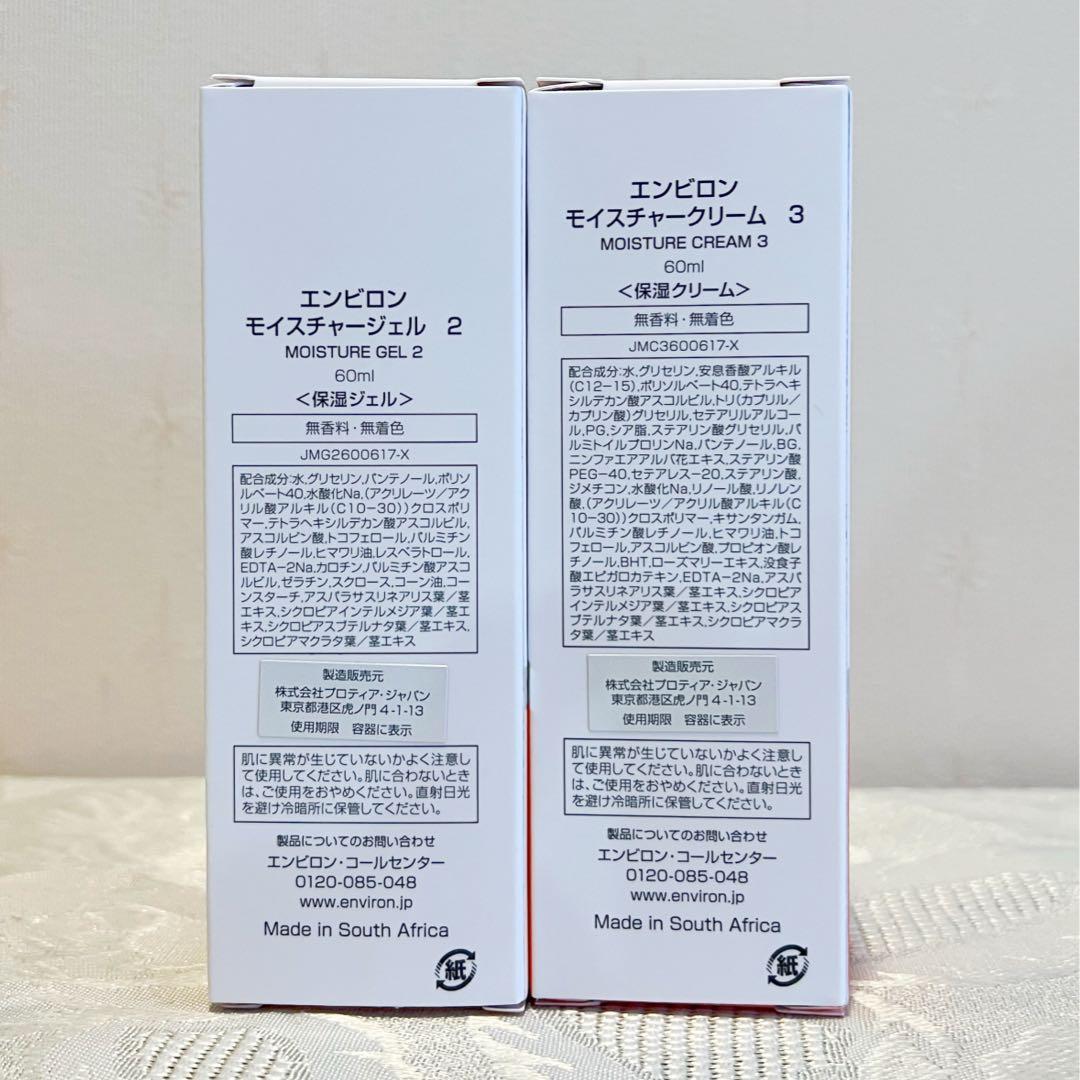 エンビロン
モイスチャージェル 2
MOISTURE GEL 2
60ml
<保湿ジェル>
無香料・無着色
JMG2600617-X
配合成分:水,グリセリン,パンテノール,ポリソ
ルベート40,水酸化Na,(アクリレーツ/アク
リル酸アルキル(C10-30))クロスポリ
マー,テトラヘキシルデカン酸アスコルビル,
アスコルビン酸,トコフェロール,パルミチン
酸レチノール,ヒマワリ油,レスベラトロール,
EDTA-2Na,カロチン,パルミチン酸アスコ
ルビル,ゼラチン,スクロース,コーン油,コー
ンスターチ,アスパラサスリネアリス葉/茎
エキス,シクロピアインテルメジア葉/茎エ
キス,シクロピアスブテルナタ葉/茎エキス,
シクロピアマクラタ葉/茎エキス
製造販売元
株式会社プロティア・ジャパン
東京都港区虎ノ門4-1-13
使用期限 容器に表示
肌に異常が生じていないかよく注意し
て使用してください。肌に合わないとき
は、ご使用をおやめください。直射日光
を避け冷暗所に保管してください。
製品についてのお問い合わせ
エンビロン・コールセンター
0120-085-048
www.environ.jp
Made in South Africa
紙
エンビロン
モイスチャークリーム 3
MOISTURE CREAM 3
60ml
<保湿クリーム>
無香料・無着色
JMC3600617-X
配合成分:水,グリセリン,安息香酸アルキル
(C12-15),ポリソルベート40,テトラヘキ
シルデカン酸アスコルビル,トリ(カプリル/
カプリン酸)グリセリル,セテアリルアルコー
ル,PG,シア脂,ステアリン酸グリセリル,パ
ルミトイルプロリンNa,パンテノール,BG,
ニンファエアアルバ花エキス,ステアリン酸
PEG-40,セテアレス-20,ステアリン酸,
ジメチコン,水酸化Na,リノール酸,リノレン
酸,(アクリレーツ/アクリル酸アルキル(C
10-30))クロスポリマー,キサンタンガム,
パルミチン酸レチノール,ヒマワリ油,トコ
フェロール,アスコルビン酸,プロピオン酸レ
チノール,BHT,ローズマリーエキス,没食子
酸エピガロカテキン,EDTA-2Na,アスパ
ラサスリネアリス葉/茎エキス,シクロピア
インテルメジア葉/茎エキス,シクロピアス
ブテルナタ葉/茎エキス,シクロピアマクラ
タ葉/茎エキス
製造販売元
株式会社プロティア・ジャパン
東京都港区虎ノ門4-1-13
使用期限 容器に表示
肌に異常が生じていないかよく注意し
て使用してください。肌に合わないとき
は、ご使用をおやめください。直射日光
を避け冷暗所に保管してください。
製品についてのお問い合わせ
エンビロン・コールセンター
0120-085-048
www.environ.jp
Made in South Africa
紙